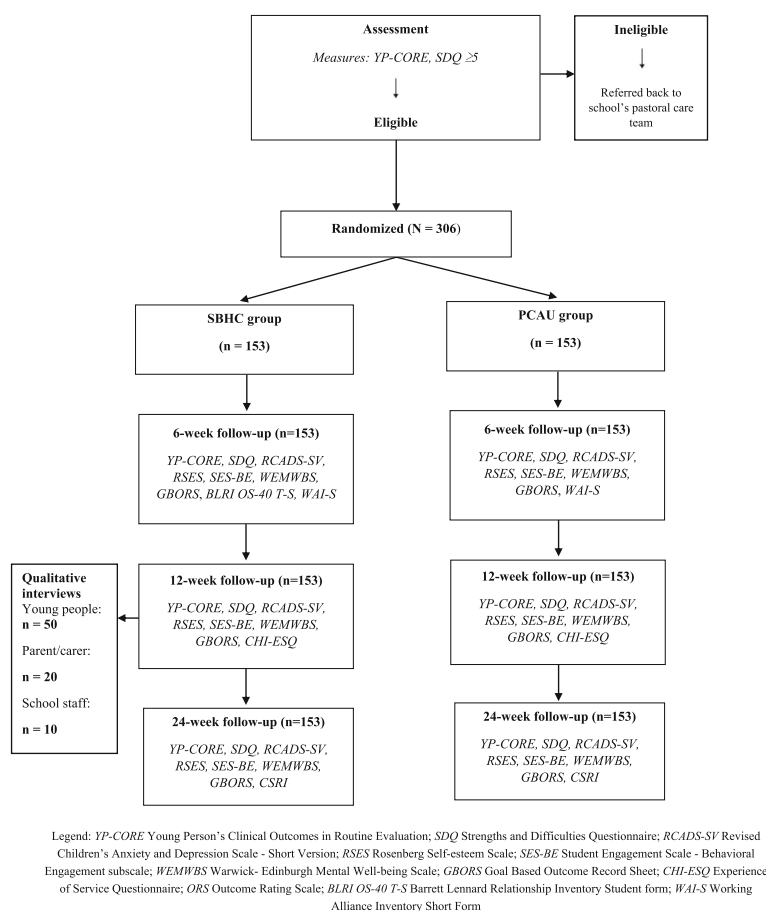 Assessment
Measures: YP-CORE, SDQ ≥5
Eligible
Ineligible
Referred back to
school's pastoral care
team
Randomized (N = 306)
SBHC group
(n = 153)
PCAU group
(n = 153)
6-week follow-up (n=153)
YP-CORE, SDQ, RCADS-SV,
RSES, SES-BE, WEMWBS,
GBORS, BLRI OS-40 T-S, WAI-S
6-week follow-up (n=153)
YP-CORE, SDQ, RCADS-SV,
RSES, SES-BE, WEMWBS,
GBORS, WAI-S
Qualitative
interviews
Young people:
n = 50
Parent/carer:
n = 20
School staff:
n = 10
12-week follow-up (n=153)
YP-CORE, SDQ, RCADS-SV,
RSES, SES-BE, WEMWBS,
GBORS, CHI-ESQ
12-week follow-up (n=153)
YP-CORE, SDQ, RCADS-SV,
RSES, SES-BE, WEMWBS,
GBORS, CHI-ESQ
24-week follow-up (n=153)
YP-CORE, SDQ, RCADS-SV,
RSES, SES-BE, WEMWBS,
GBORS, CSRI
24-week follow-up (n=153)
YP-CORE, SDQ, RCADS-SV,
RSES, SES-BE, WEMWBS,
GBORS, CSRI
Legend: YP-CORE Young Person's Clinical Outcomes in Routine Evaluation; SDQ Strengths and Difficulties Questionnaire; RCADS-SV Revised
Children's Anxiety and Depression Scale - Short Version; RSES Rosenberg Self-esteem Scale; SES-BE Student Engagement Scale - Behavioral
Engagement subscale; WEMWBS Warwick- Edinburgh Mental Well-being Scale; GBORS Goal Based Outcome Record Sheet; CHI-ESQ Experience
of Service Questionnaire; ORS Outcome Rating Scale; BLRI OS-40 T-S Barrett Lennard Relationship Inventory Student form; WAI-S Working
Alliance Inventory Short Form